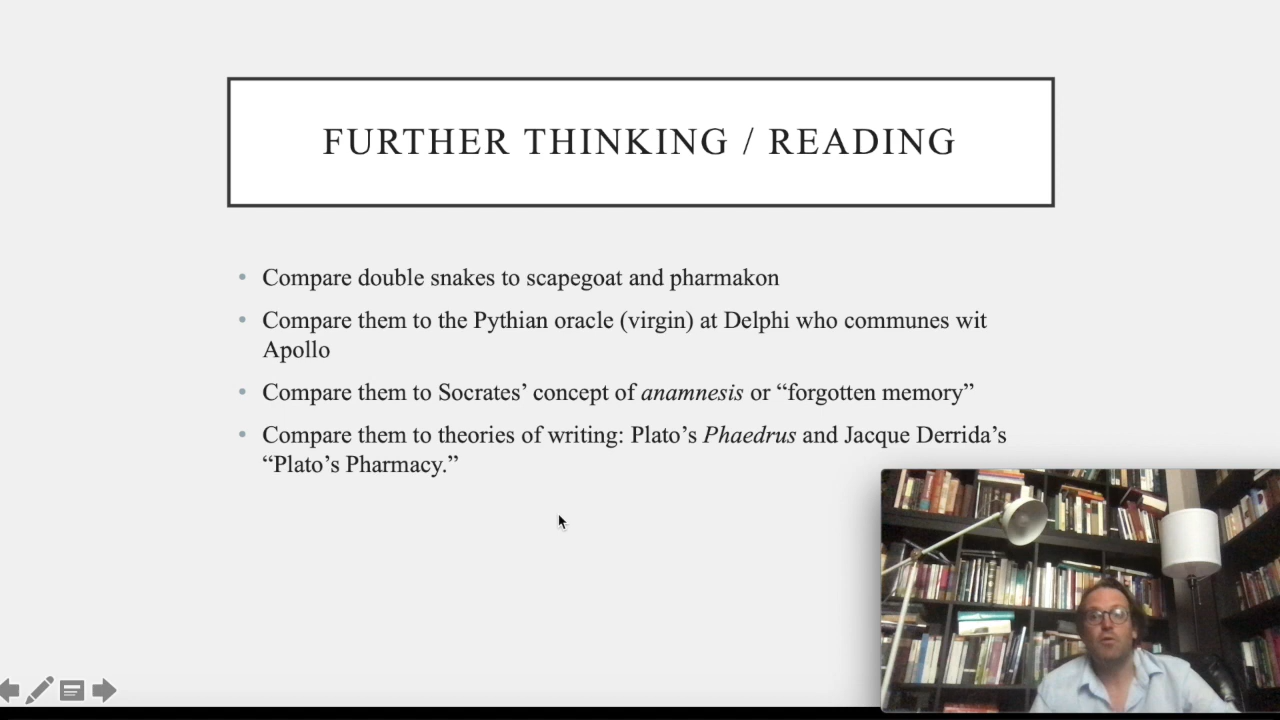 FURTHER THINKING / READING
• Compare double snakes to scapegoat and pharmakon
• Compare them to the Pythian oracle (virgin) at Delphi who communes wit
Apollo
• Compare them to Socrates’ concept of anamnesis or “forgotten memory”
• Compare them to theories of writing: Plato’s Phaedrus and Jacque Derrida’s
“Plato’s Pharmacy.”